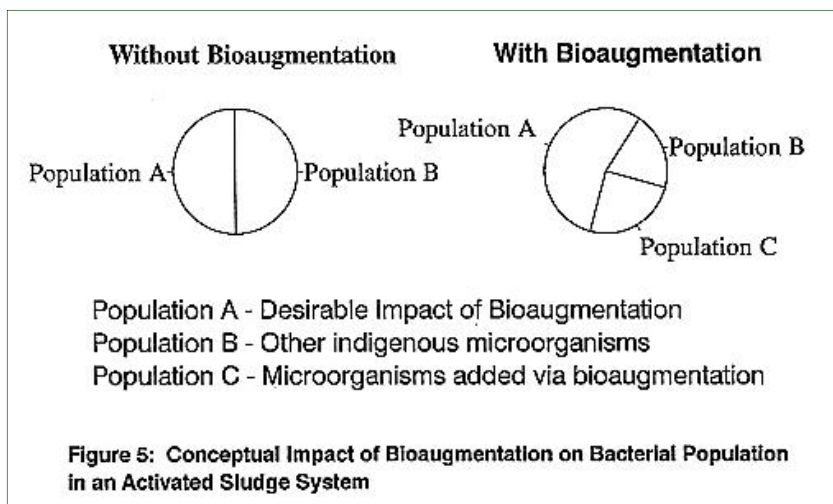 Without Bioaugmentation
With Bioaugmentation
Population A
Population B
Population A
Population B
Population C
Population A - Desirable Impact of Bioaugmentation
Population B - Other indigenous microorganisms
Population C - Microorganisms added via bioaugmentation
Figure 5: Conceptual Impact of Bioaugmentation on Bacterial Population
in an Activated Sludge System